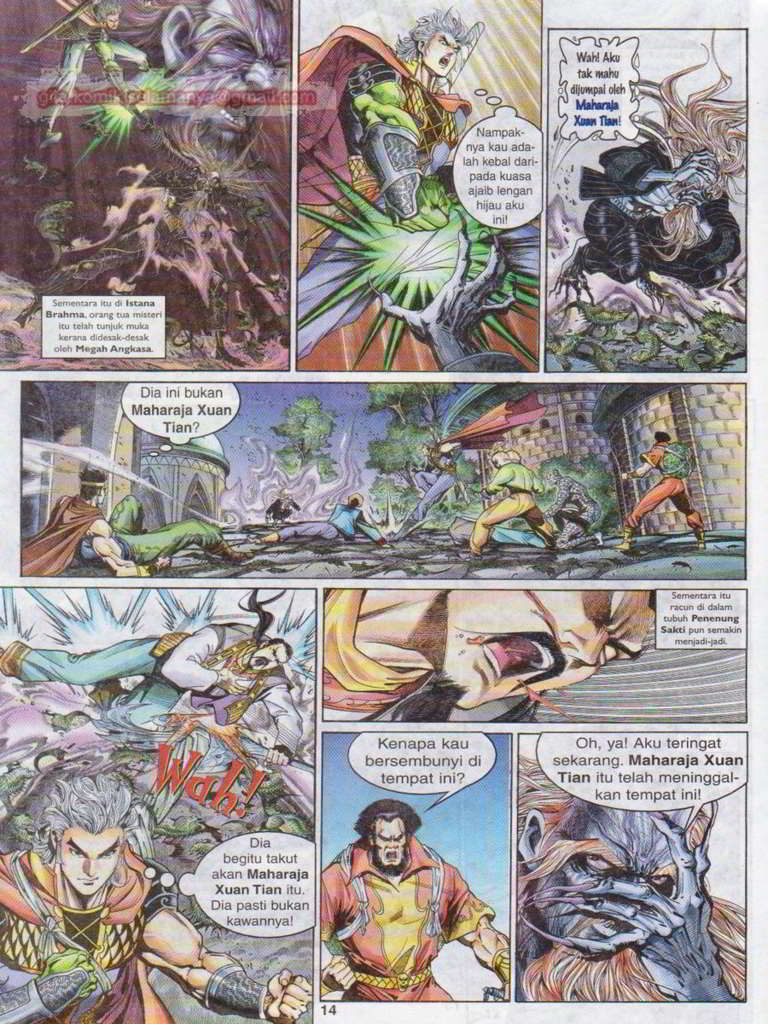 Sementara itu di Istana
Brahma, orang tua misteri
itu telah tunjuk muka
kerana didesak-desak
oleh Megah Angkasa.
Nampak-
nya kau ada-
lah kebal dari-
pada kuasa
ajaib lengan
hijau aku
ini!
Wah! Aku
tak mahu
dijumpai oleh
Maharaja
Xuan Tian!
Dia ini bukan
Maharaja Xuan
Tian?
Wah!
Dia
begitu takut
akan Maharaja
Xuan Tian itu.
Dia pasti bukan
kawannya!
Sementara itu
racun di dalam
tubuh Penenung
Sakti pun semakin
menjadi-jadi.
Kenapa kau
bersembunyi di
tempat ini?
Oh, ya! Aku teringat
sekarang. Maharaja Xuan
Tian itu telah meninggal-
kan tempat ini!
14